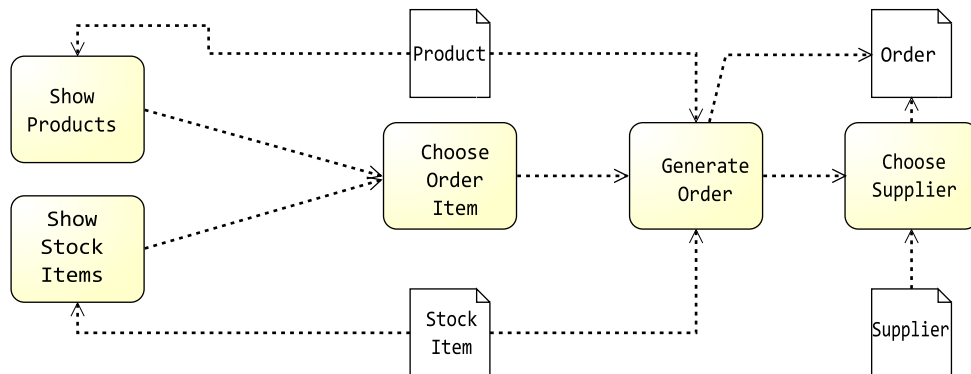 Product
Order
Show
Products
Choose
Order
Item
Generate
Order
Choose
Supplier
Show
Stock
Items
Stock
Item
Supplier